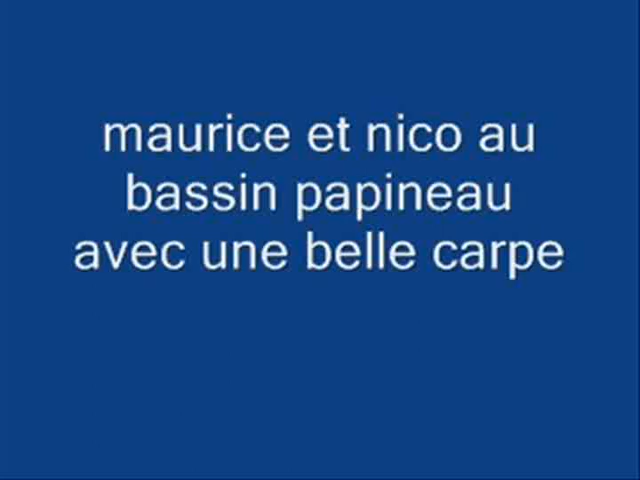 maurice et nico au
bassin papineau
avec une belle carpe